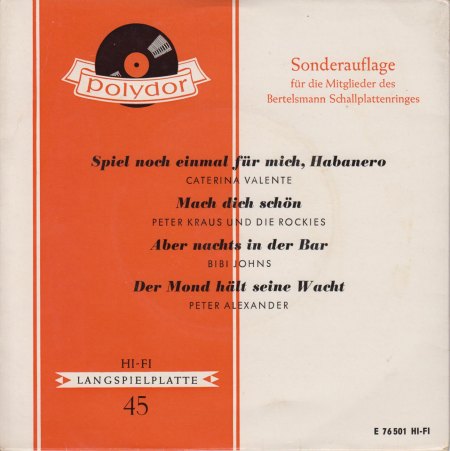 polydor
Sonderauflage
für die Mitglieder des
Bertelsmann Schallplattenringes
Spiel noch einmal für mich, Habanero
CATERINA VALENTE
Mach dich schön
PETER KRAUS UND DIE ROCKIES
Aber nachts in der Bar
BIBI JOHNS
Der Mond hält seine Wacht
PETER ALEXANDER
HI-FI
LANGSPIELPLATTE
45
E 76501 HI-FI